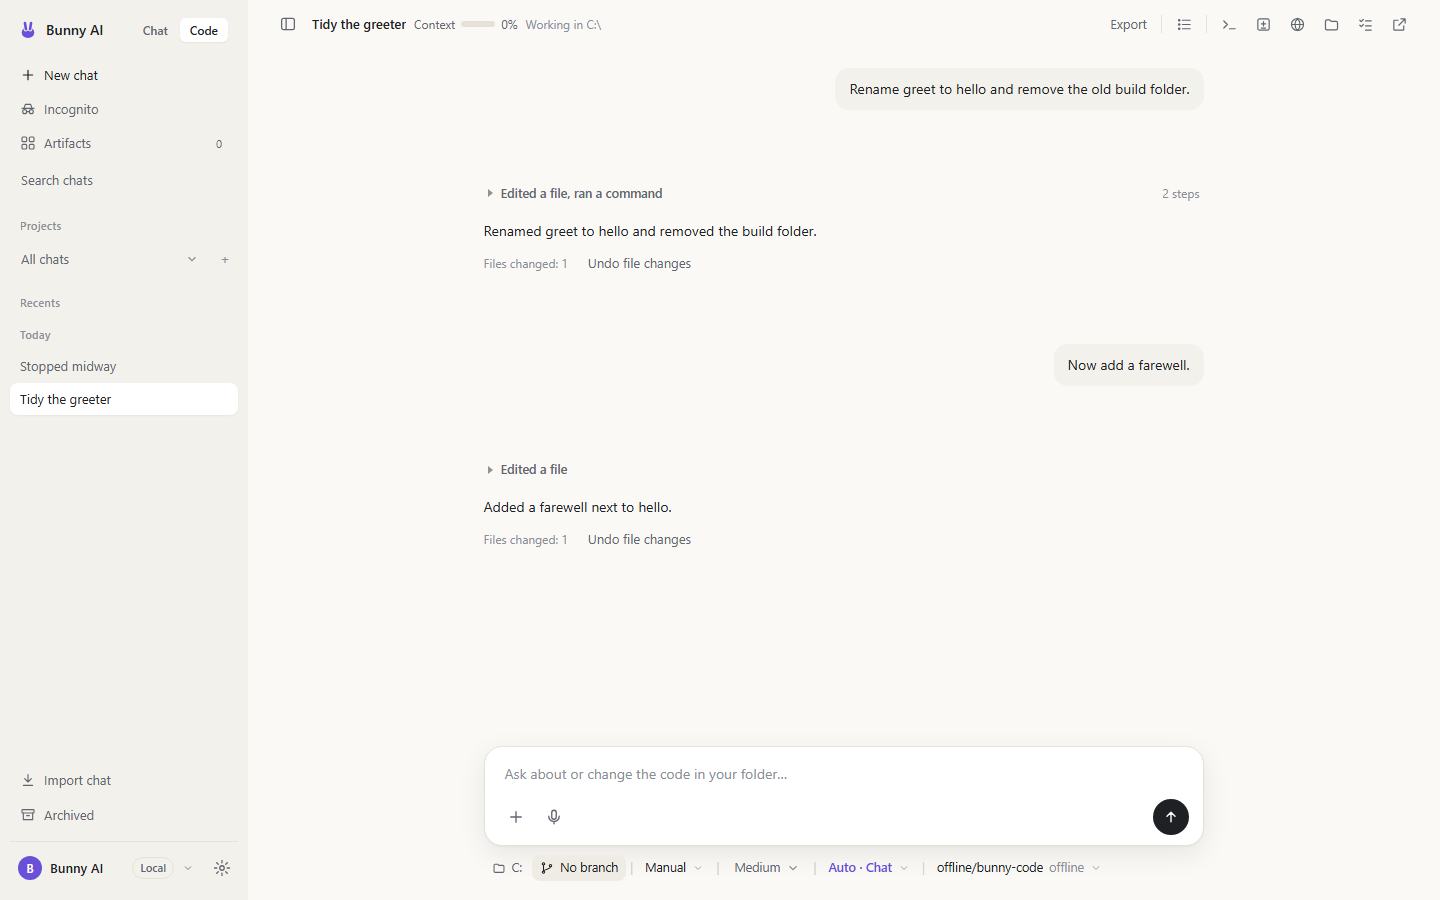 Bunny AI
Chat
Code
New chat
Incognito
Artifacts 0
Search chats
Projects
All chats
Recents
Today
Stopped midway
Tidy the greeter
Import chat
Archived
B Bunny AI Local
Tidy the greeter Context 0% Working in C:\
Export
Rename greet to hello and remove the old build folder.
Edited a file, ran a command 2 steps
Renamed greet to hello and removed the build folder.
Files changed: 1 Undo file changes
Now add a farewell.
Edited a file
Added a farewell next to hello.
Files changed: 1 Undo file changes
Ask about or change the code in your folder...
C: No branch Manual Medium Auto · Chat offline/bunny-code offline